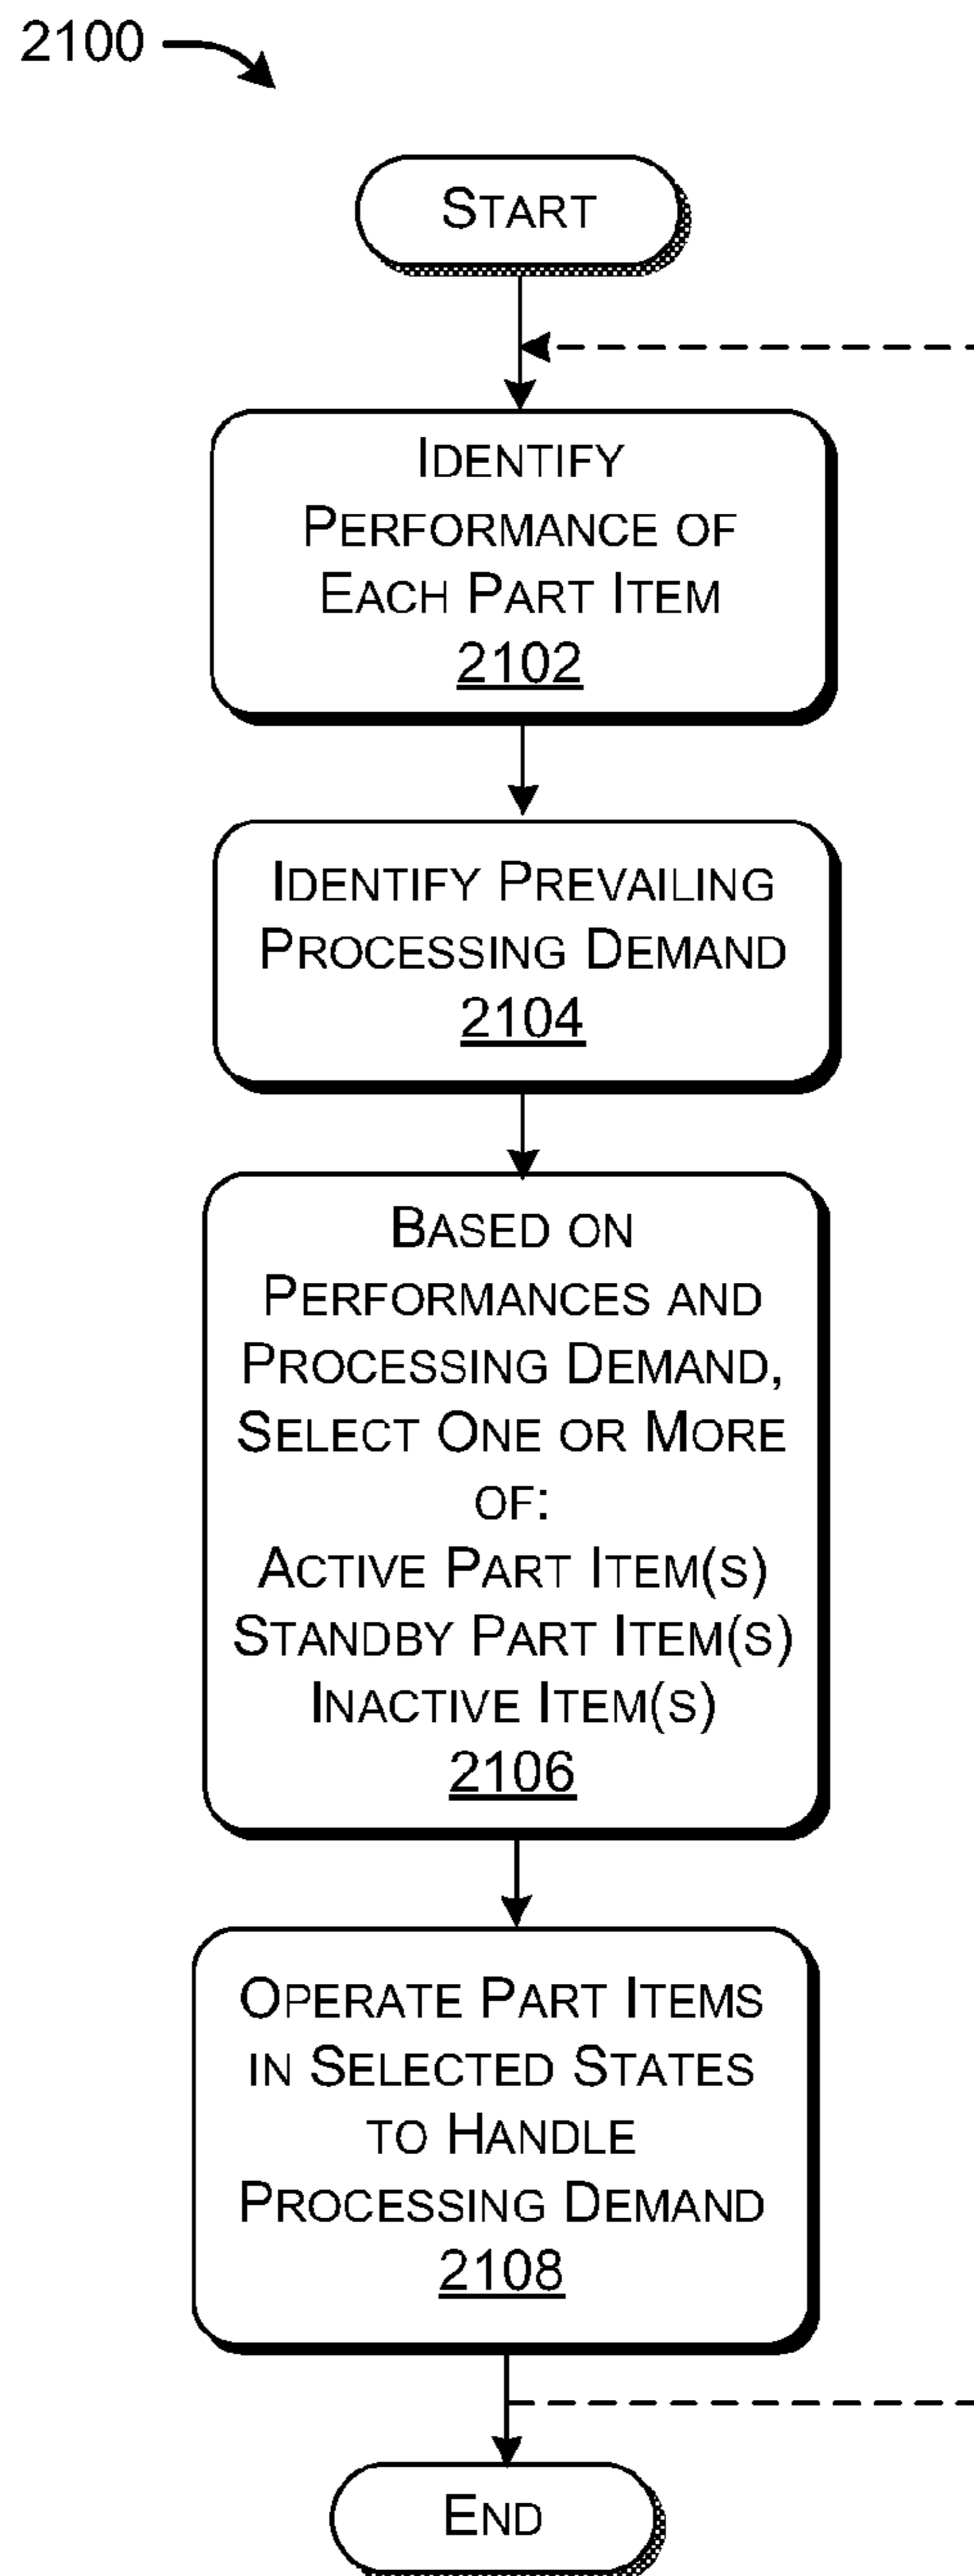 2100
START
IDENTIFY
PERFORMANCE OF
EACH PART ITEM
2102
IDENTIFY PREVAILING
PROCESSING DEMAND
2104
BASED ON
PERFORMANCES AND
PROCESSING DEMAND,
SELECT ONE OR MORE
OF:
ACTIVE PART ITEM(S)
STANDBY PART ITEM(S)
INACTIVE ITEM(S)
2106
OPERATE PART ITEMS
IN SELECTED STATES
TO HANDLE
PROCESSING DEMAND
2108
END